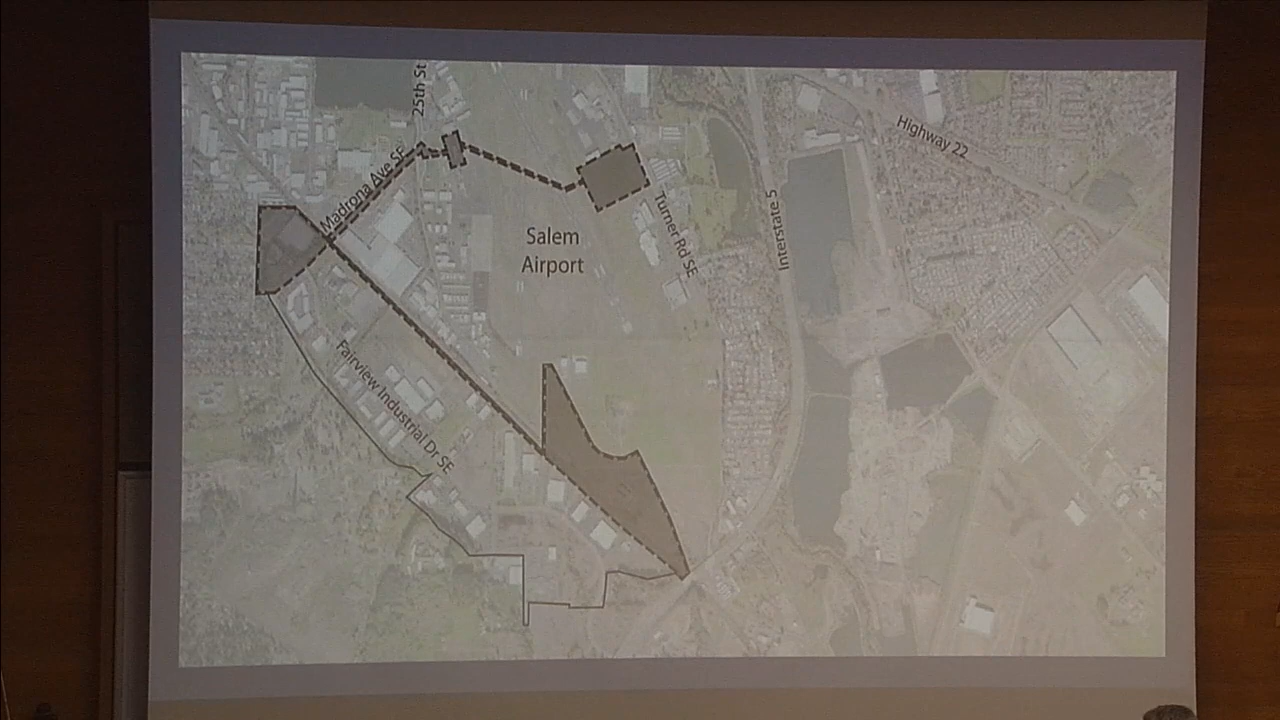 25th St
Highway 22
Madrona Ave SE
Turner Rd SE
Interstate 5
Salem
Airport
Fairview Industrial Dr SE